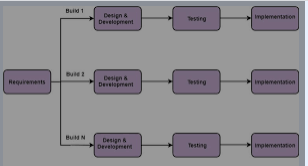 Build 1
Design &
Development
Testing
Implementation
Requirements
Build 2
Design &
Development
Testing
Implementation
Build N
Design &
Development
Testing
Implementation